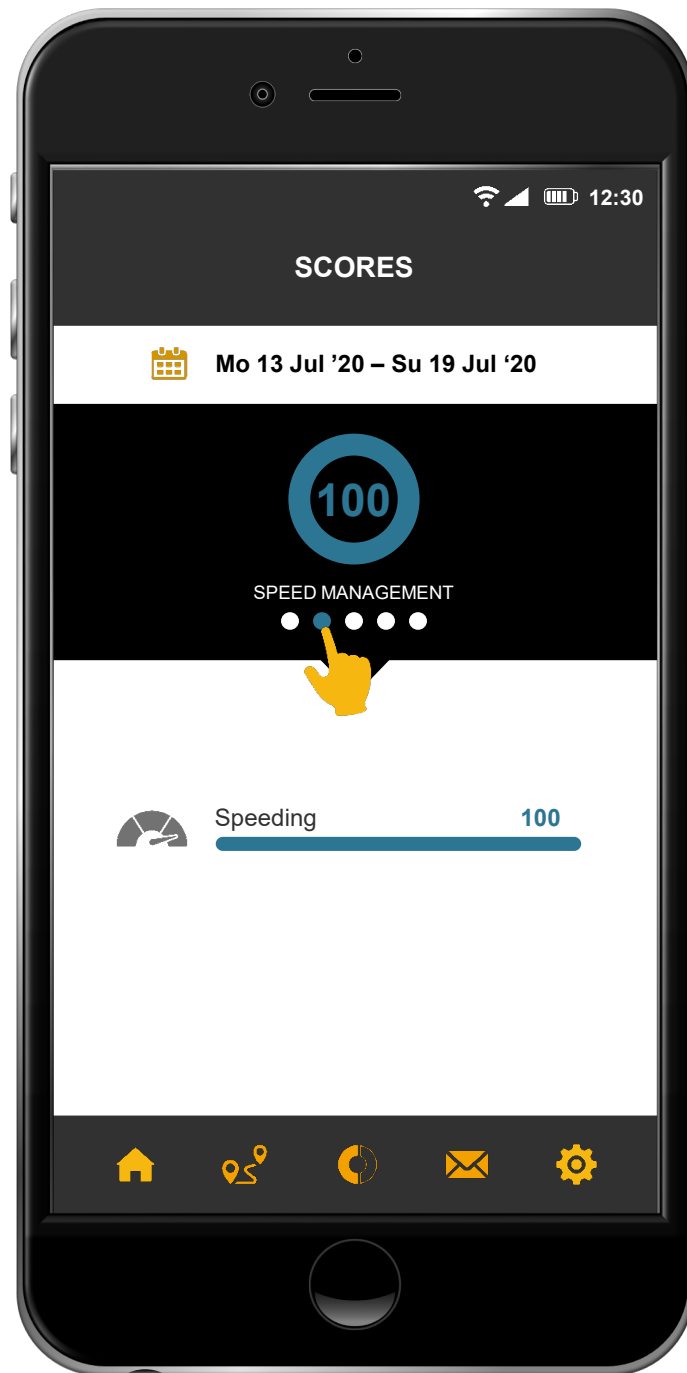 12:30
SCORES
Mo 13 Jul ’20 – Su 19 Jul ‘20
100
SPEED MANAGEMENT
Speeding 100